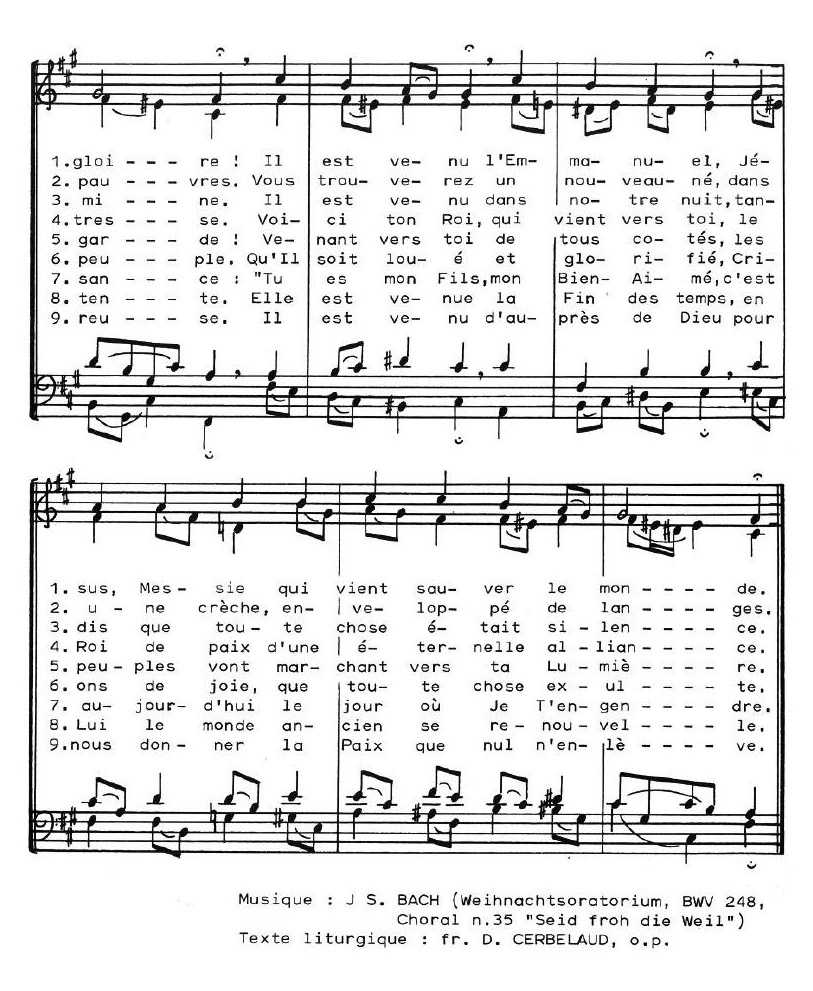 1.gloi - - - re ! Il est ve- nu l'Em- ma- nu- el, Jé-
2. pau - - - vres. Vous trou- ve- rez un nou- veau- né, dans
3. mi - - - ne. Il est ve- nu dans no- tre nuit, tan-
4.tres - - - se. Voi- ci ton Roi, qui vient vers toi, le
5. gar - - - de ! Ve- nant vers toi de tous co- tés, les
6. peu - - - ple. Qu'Il soit lou- é et glo- ri- fié, Cri-
7. san - - - ce : "Tu es mon Fils, mon Bien- Ai- mé, c'est
8. ten - - - te. Elle est ve- nue la Fin des temps, en
9. reu - - - se. Il est ve- nu d'au- près de Dieu pour
1. sus, Mes- sie qui vient sau- ver le mon - - - - de.
2. u - ne crèche, en- ve- lop- pé de lan - - - - ges.
3. dis que tou- te chose é- tait si- len - - - - ce.
4. Roi de paix d'une é- ter- nelle al- lian - - - - ce.
5. peu- ples vont mar- chant vers ta Lu- miè - - - - re.
6. ons de joie, que tou- te chose ex- ul - - - - te.
7. au- jour- d'hui le jour où Je T'en- gen - - - - dre.
8. Lui le monde an- cien se re- nou- vel - - - - le.
9.nous don- ner la Paix que nul n'en- lè - - - - ve.
Musique : J S. BACH (Weihnachtsoratorium, BWV 248,
Choral n.35 "Seid froh die Weil")
Texte liturgique : fr. D. CERBELAUD, o.p.